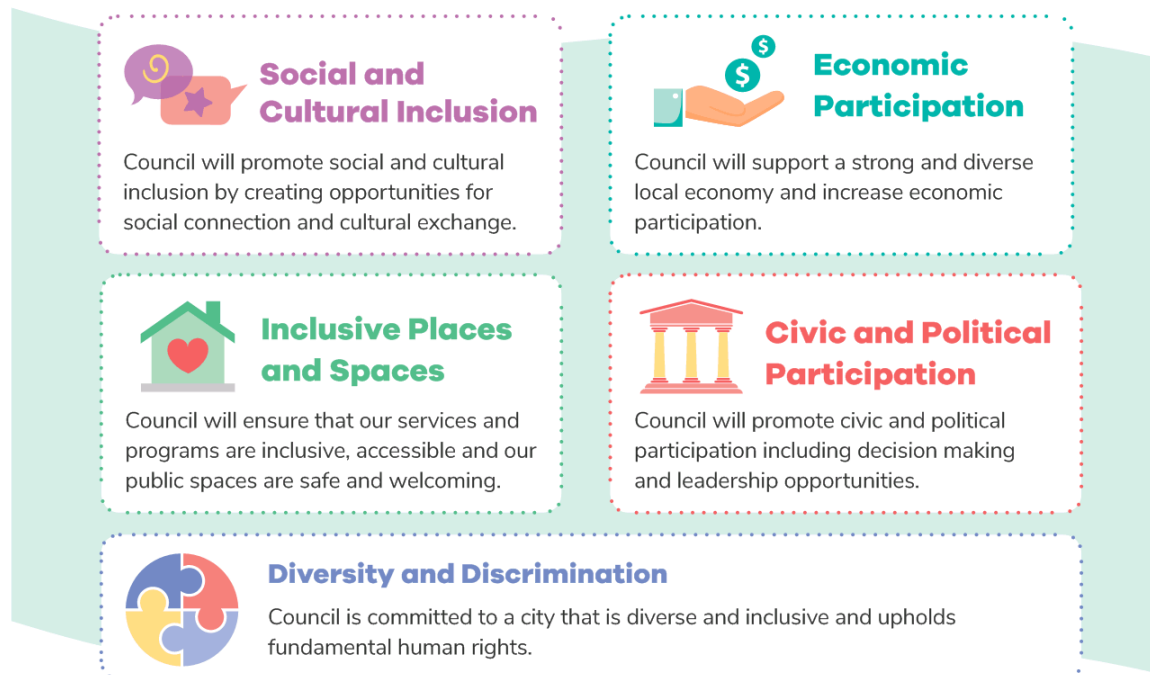 Social and
Cultural Inclusion
Council will promote social and cultural
inclusion by creating opportunities for
social connection and cultural exchange.
$
$
Economic
Participation
Council will support a strong and diverse
local economy and increase economic
participation.
Inclusive Places
and Spaces
Council will ensure that our services and
programs are inclusive, accessible and our
public spaces are safe and welcoming.
Civic and Political
Participation
Council will promote civic and political
participation including decision making
and leadership opportunities.
Diversity and Discrimination
Council is committed to a city that is diverse and inclusive and upholds
fundamental human rights.